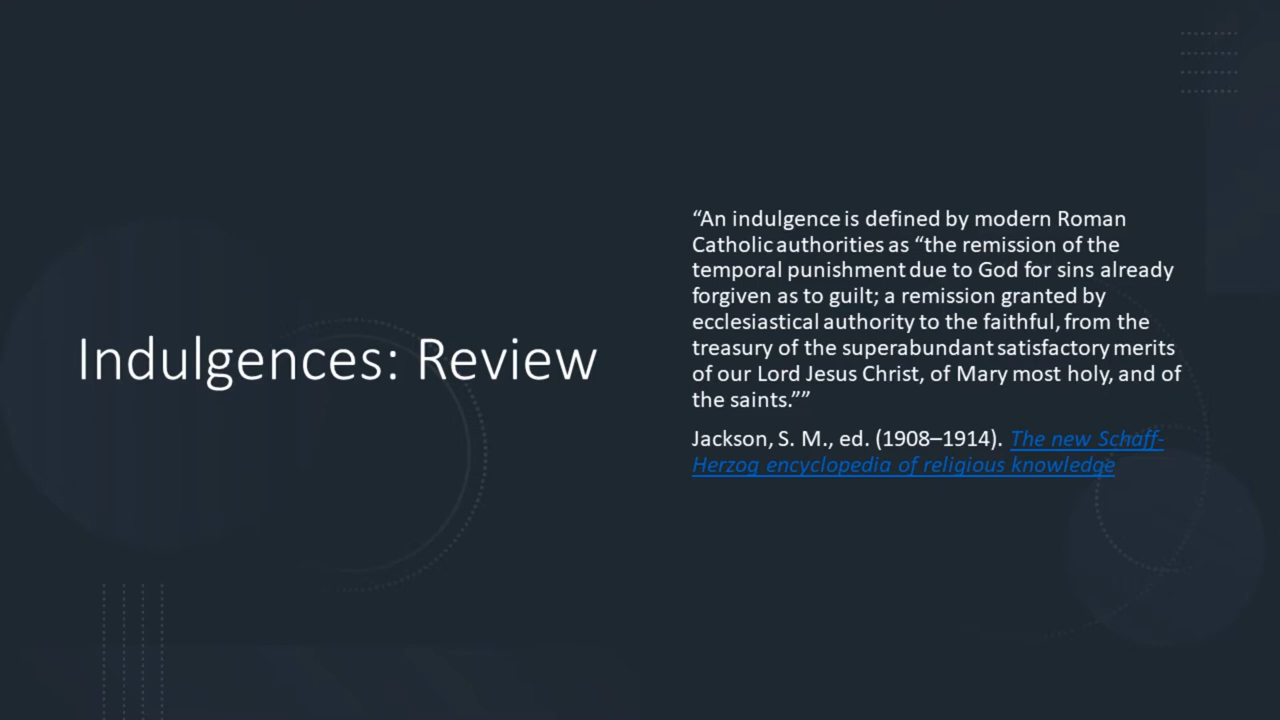 Indulgences: Review
“An indulgence is defined by modern Roman
Catholic authorities as “the remission of the
temporal punishment due to God for sins already
forgiven as to guilt; a remission granted by
ecclesiastical authority to the faithful, from the
treasury of the superabundant satisfactory merits
of our Lord Jesus Christ, of Mary most holy, and of
the saints.””
Jackson, S. M., ed. (1908–1914). The new Schaff-
Herzog encyclopedia of religious knowledge